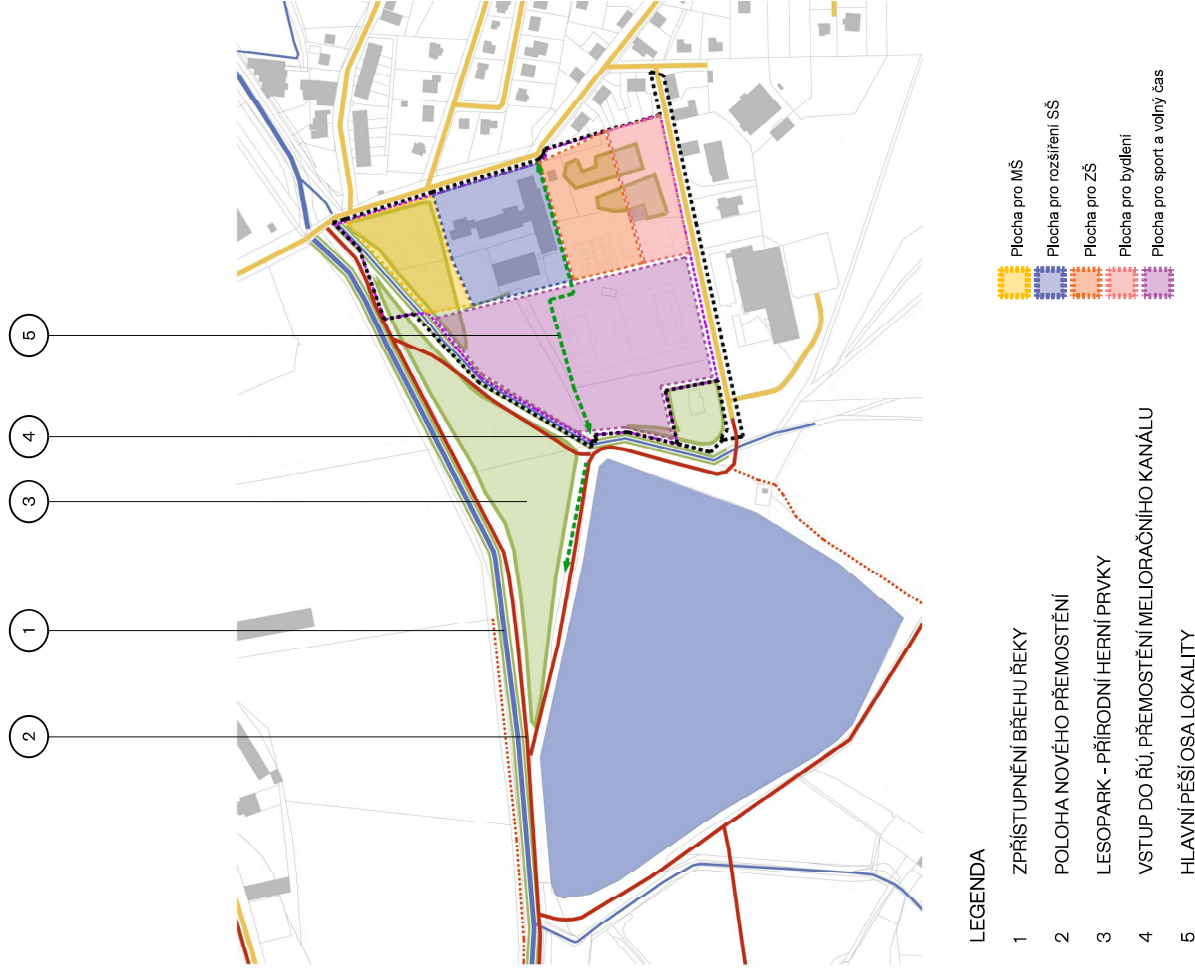 1
2
3
4
5
LEGENDA
1 ZPŘÍSTUPNĚNÍ BŘEHU ŘEKY
2 POLOHA NOVÉHO PŘEMOSTĚNÍ
3 LESOPARK - PŘÍRODNÍ HERNÍ PRVKY
4 VSTUP DO ŘÚ, PŘEMOSTĚNÍ MELIORAČNÍHO KANÁLU
5 HLAVNÍ PĚŠÍ OSA LOKALITY
Plocha pro MŠ
Plocha pro rozšíření SŠ
Plocha pro ZŠ
Plocha pro bydlení
Plocha pro sport a volný čas